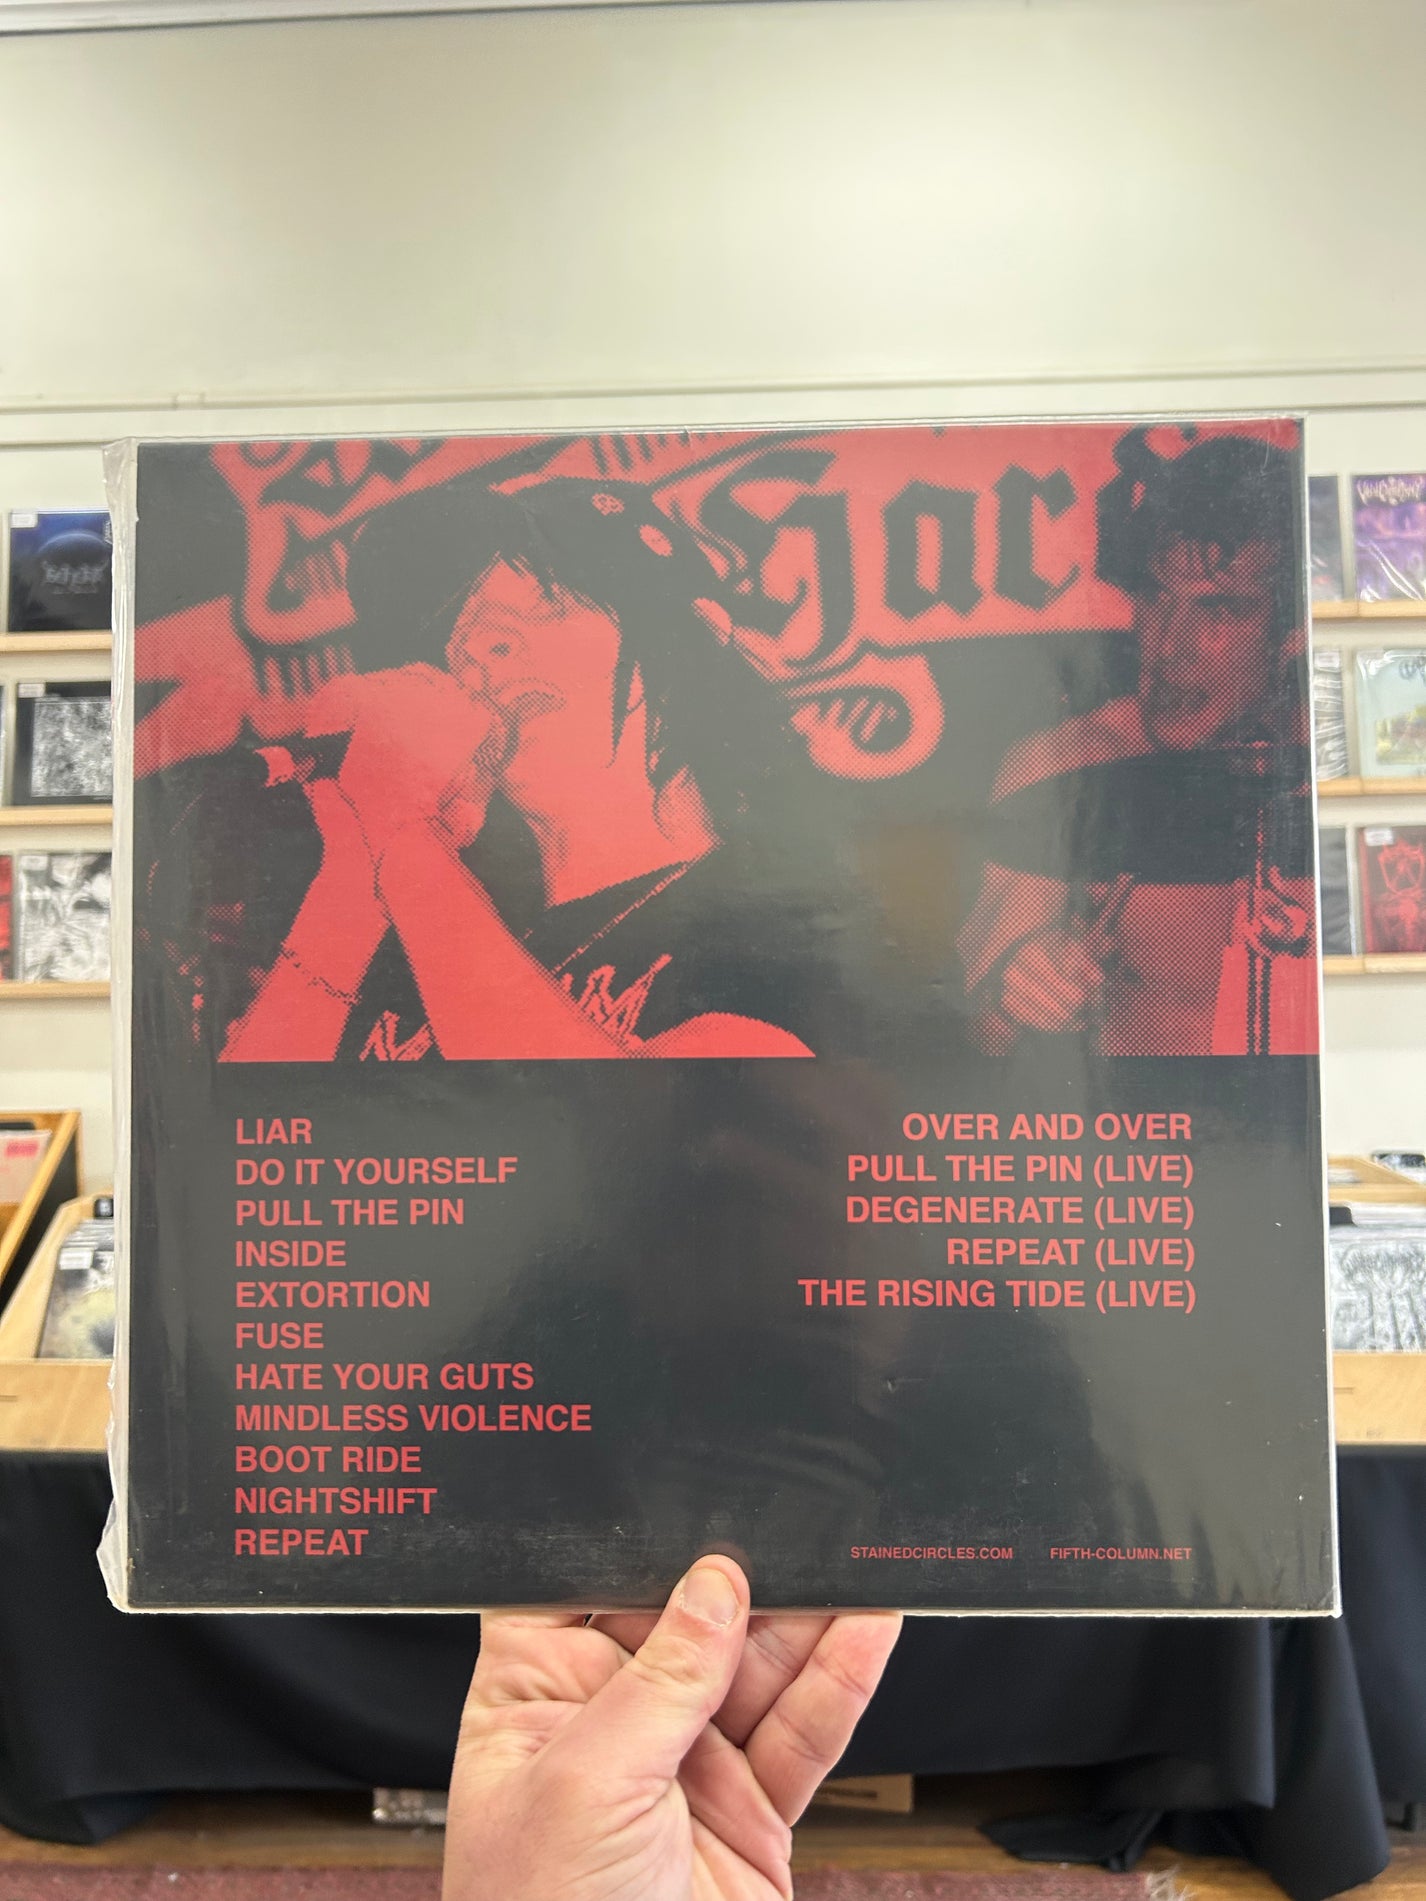 Har
LIAR
DO IT YOURSELF
PULL THE PIN
INSIDE
EXTORTION
FUSE
HATE YOUR GUTS
MINDLESS VIOLENCE
BOOT RIDE
NIGHTSHIFT
REPEAT
OVER AND OVER
PULL THE PIN (LIVE)
DEGENERATE (LIVE)
REPEAT (LIVE)
THE RISING TIDE (LIVE)
STAINEDCIRCLES.COM
FIFTH-COLUMN.NET